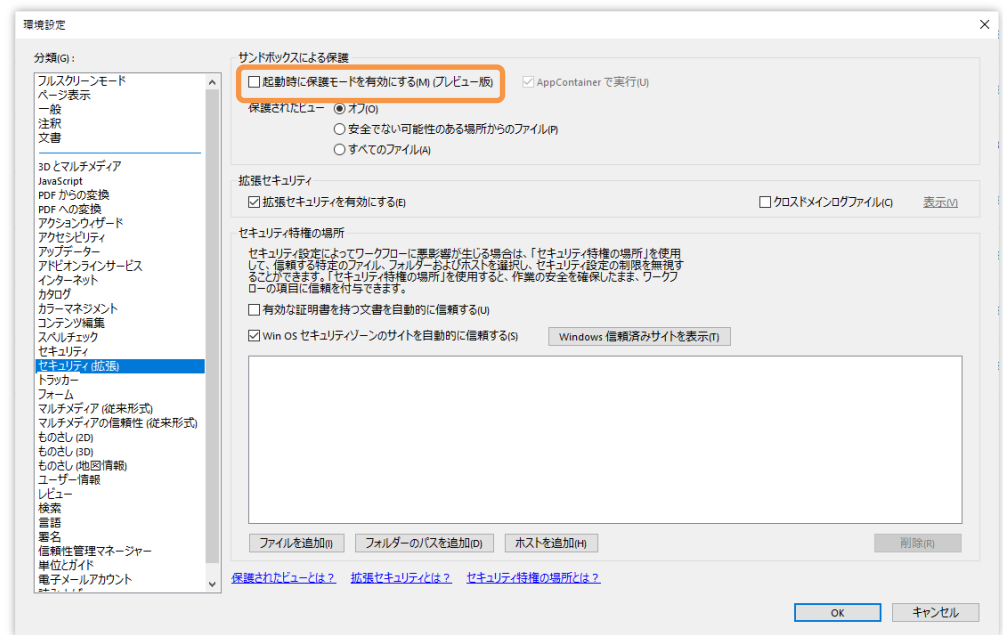 環境設定
分類(G):
フルスクリーンモード
ページ表示
一般
注釈
文書
3D とマルチメディア
JavaScript
PDF からの変換
PDF への変換
アクションウィザード
アクセシビリティ
アップデーター
アドビオンラインサービス
インターネット
カタログ
カラーマネジメント
コンテンツ編集
スペルチェック
セキュリティ
セキュリティ (拡張)
トラッカー
フォーム
マルチメディア (従来形式)
マルチメディアの信頼性 (従来形式)
ものさし (2D)
ものさし (3D)
ものさし (地図情報)
ユーザー情報
レビュー
検索
言語
署名
信頼性管理マネージャー
単位とガイド
電子メールアカウント
サンドボックスによる保護
起動時に保護モードを有効にする(M) (プレビュー版)
AppContainer で実行(U)
保護されたビュー
オフ(O)
安全でない可能性のある場所からのファイル(P)
すべてのファイル(A)
拡張セキュリティ
拡張セキュリティを有効にする(E)
クロスドメインログファイル(C)
表示(V)
セキュリティ特権の場所
セキュリティ設定によってワークフローに悪影響が生じる場合は、「セキュリティ特権の場所」を使用
して、信頼する特定のファイル、フォルダーおよびホストを選択し、セキュリティ設定の制限を無視す
ることができます。「セキュリティ特権の場所」を使用すると、作業の安全を確保したまま、ワークフ
ローの項目に信頼を付与できます。
有効な証明書を持つ文書を自動的に信頼する(U)
Win OS セキュリティゾーンのサイトを自動的に信頼する(S)
Windows 信頼済みサイトを表示(T)
ファイルを追加(I)
フォルダーのパスを追加(D)
ホストを追加(H)
削除(R)
保護されたビューとは？
拡張セキュリティとは？
セキュリティ特権の場所とは？
OK
キャンセル